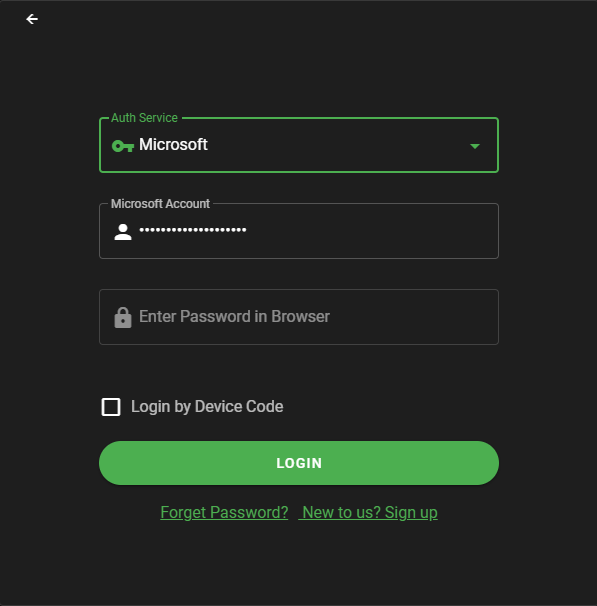 Auth Service
Microsoft
Microsoft Account
••••••••••••••••••••
Enter Password in Browser
Login by Device Code
LOGIN
Forget Password? New to us? Sign up